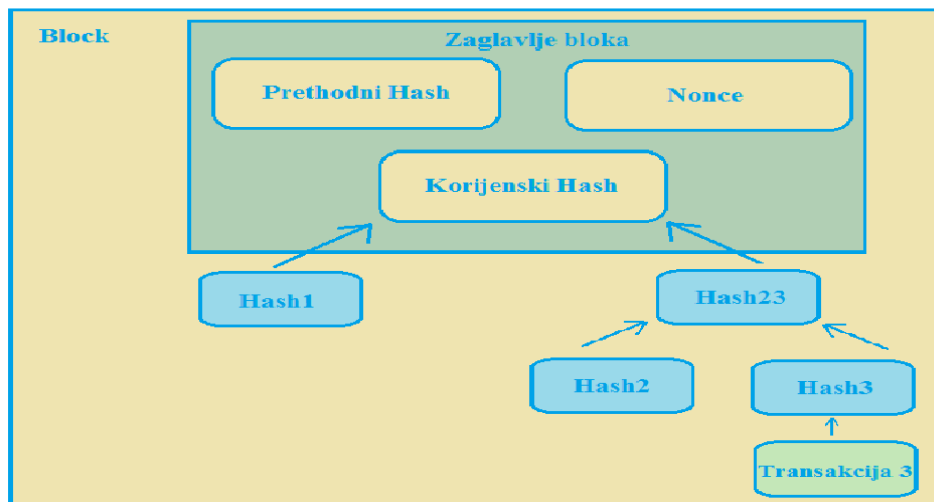 Block
Zaglavlje bloka
Prethodni Hash
Nonce
Korijenski Hash
Hash1
Hash23
Hash2
Hash3
Transakcija 3